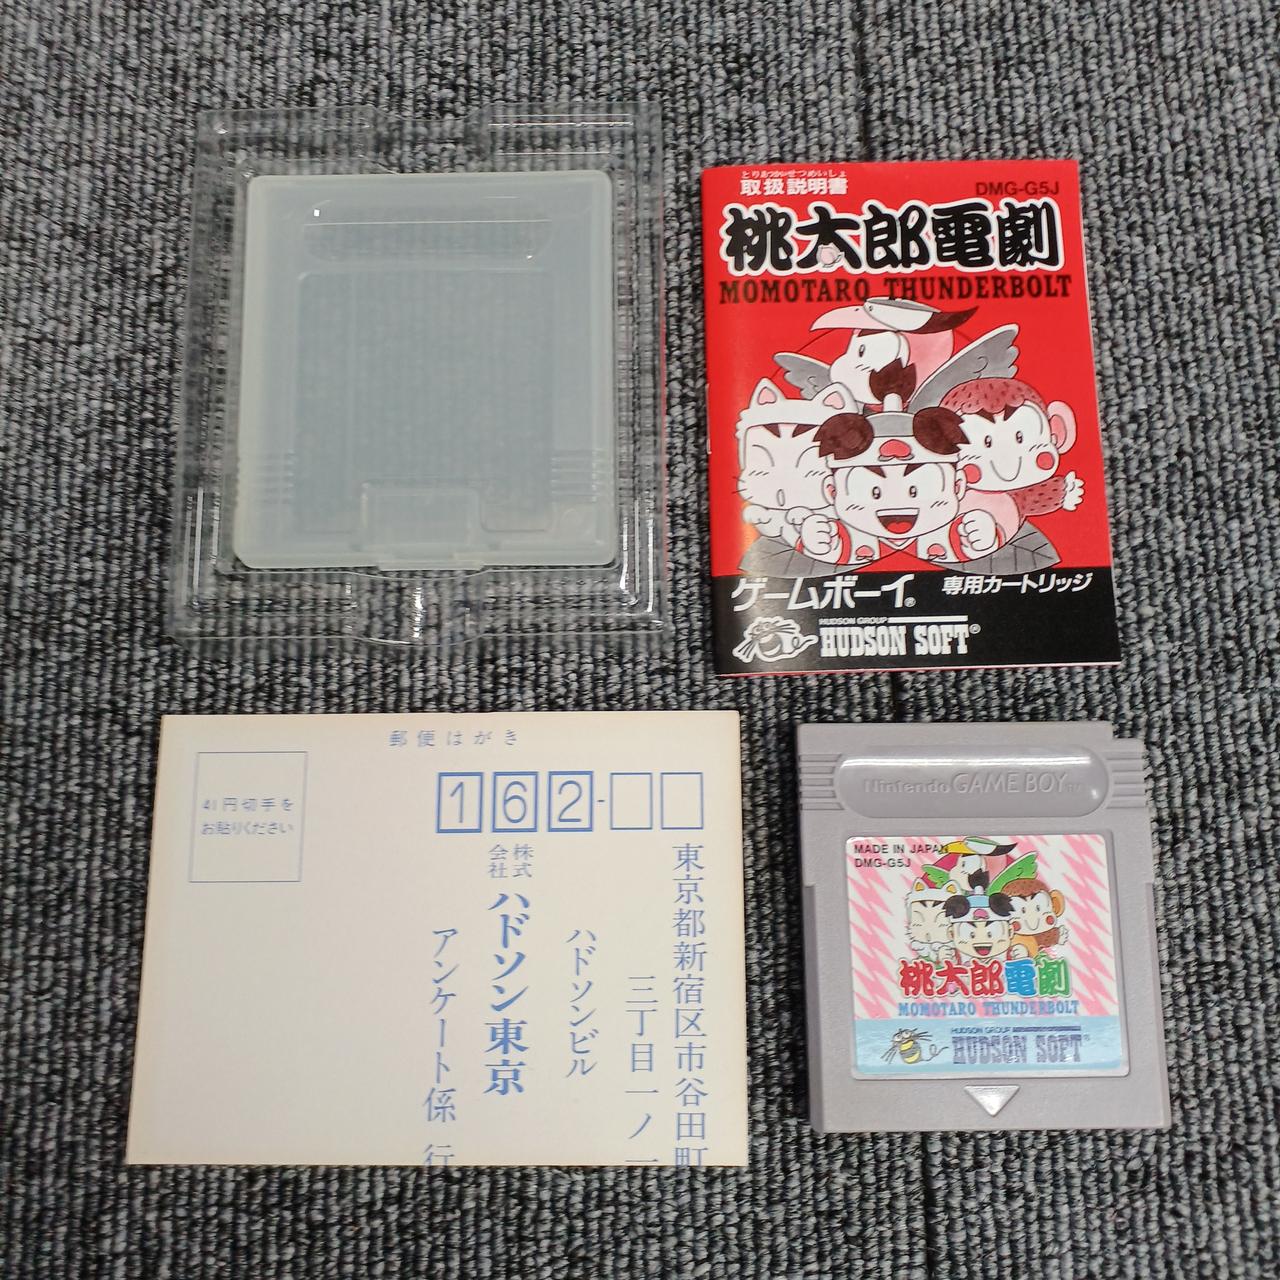 とりあつかいせつめいしょ
取扱説明書
DMG-G5J
桃太郎電劇
MOMOTARO THUNDERBOLT
ゲームボーイ®
専用カートリッジ
HUDSON GROUP
HUDSON SOFT®
郵便はがき
41円切手を
お貼りください
162-
東京都新宿区市谷田町
三丁目一ノ一
ハドンビル
株式会社
ハドソン東京
アンケート係 行
Nintendo GAME BOY TM
MADE IN JAPAN
DMG-G5J
桃太郎電劇
MOMOTARO THUNDERBOLT
HUDSON GROUP
HUDSON SOFT®